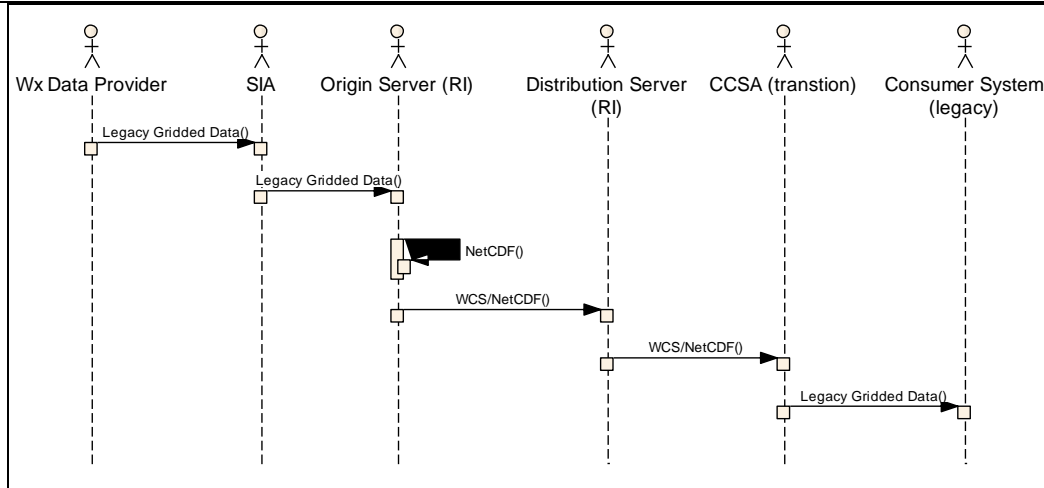 Wx Data Provider
SIA
Origin Server (RI)
Distribution Server
(RI)
CCSA (transtion)
Consumer System
(legacy)
Legacy Gridded Data()
Legacy Gridded Data()
NetCDF()
WCS/NetCDF()
WCS/NetCDF()
Legacy Gridded Data()